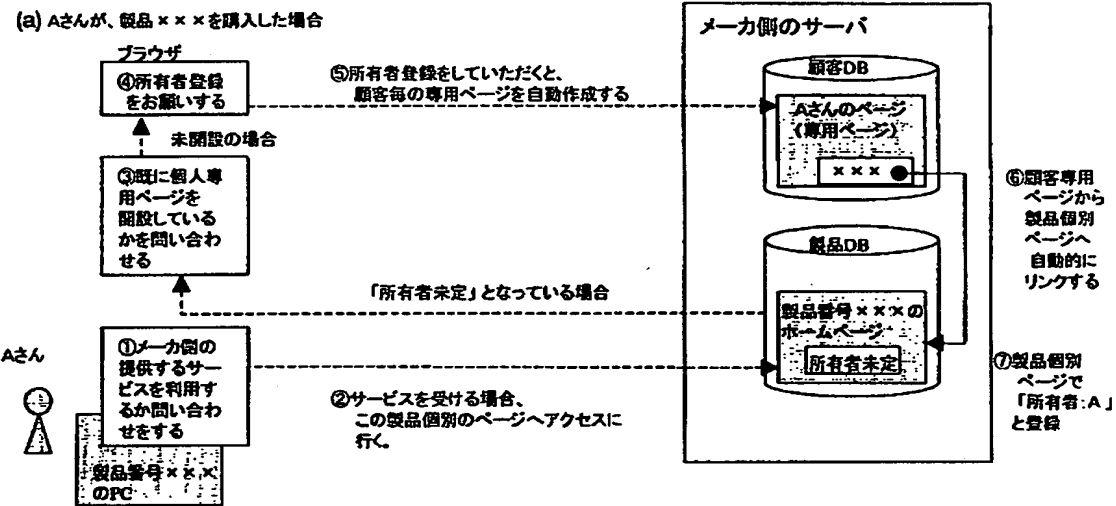 (a) Aさんが、製品×××を購入した場合
メーカ側のサーバ
ブラウザ
④所有者登録
をお願いする
⑤所有者登録をしていただくと、
顧客毎の専用ページを自動作成する
顧客DB
Aさんのページ
(専用ページ)
×××
未開設の場合
③既に個人専
用ページを
開設している
かを問い合わ
せる
⑥顧客専用
ページから
製品個別
ページへ
自動的に
リンクする
製品DB
「所有者未定」となっている場合
製品番号×××の
ホームページ
所有者未定
Aさん
①メーカ側の
提供するサー
ビスを利用す
るか問い合わ
せをする
②サービスを受ける場合、
この製品個別のページへアクセスに
行く。
⑦製品個別
ページで
「所有者:A」
と登録
製品番号×××
のPC